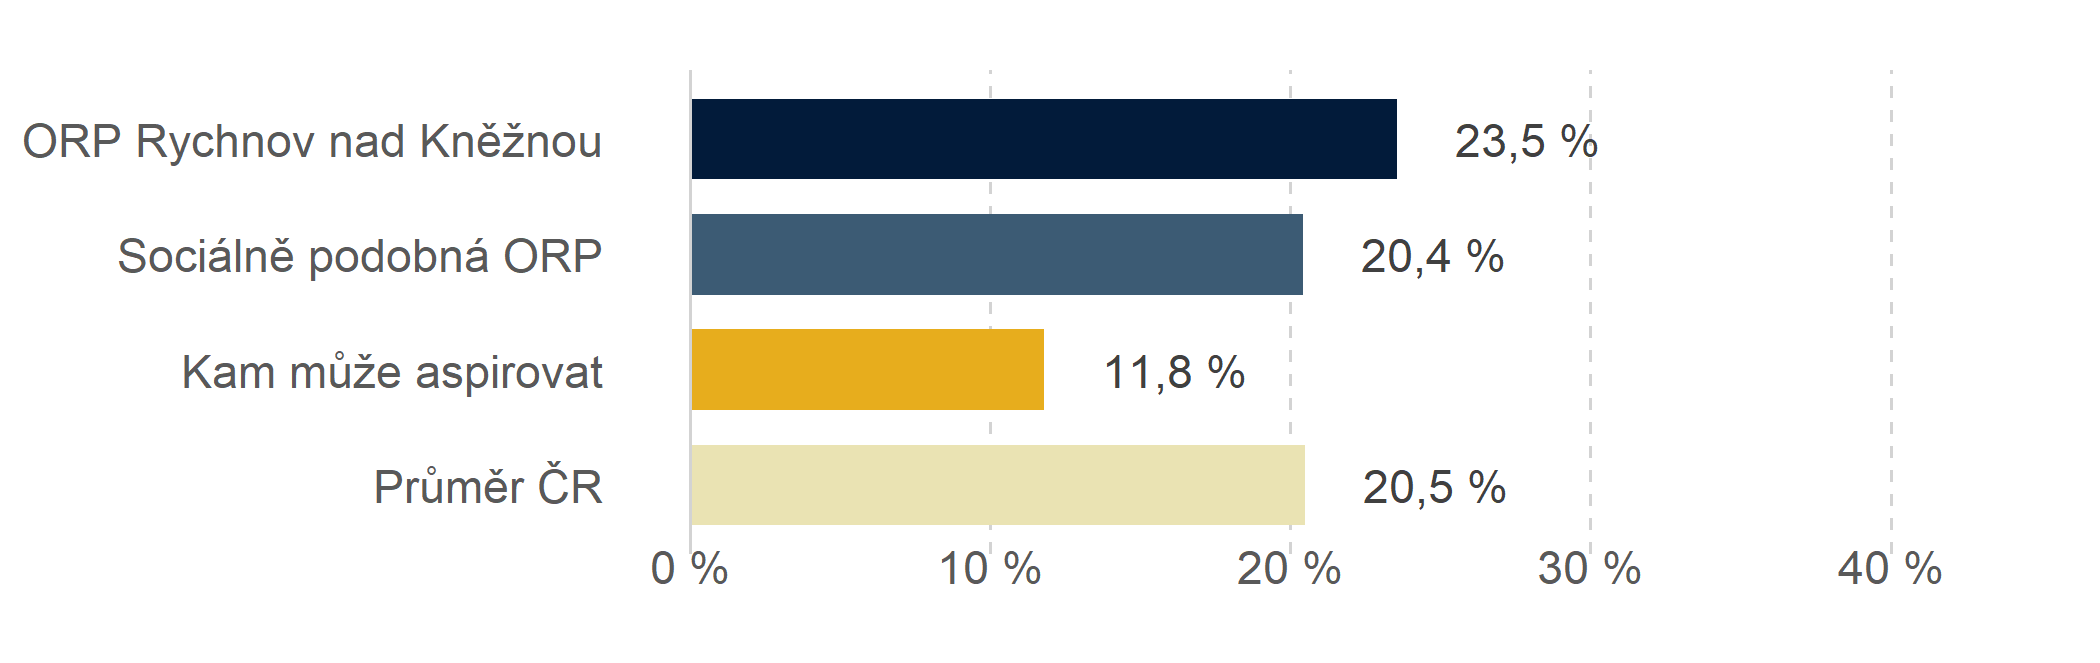 ORP Rychnov nad Kněžnou 23,5 %
Sociálně podobná ORP 20,4 %
Kam může aspirovat 11,8 %
Průměr ČR 20,5 %
0 % 10 % 20 % 30 % 40 %